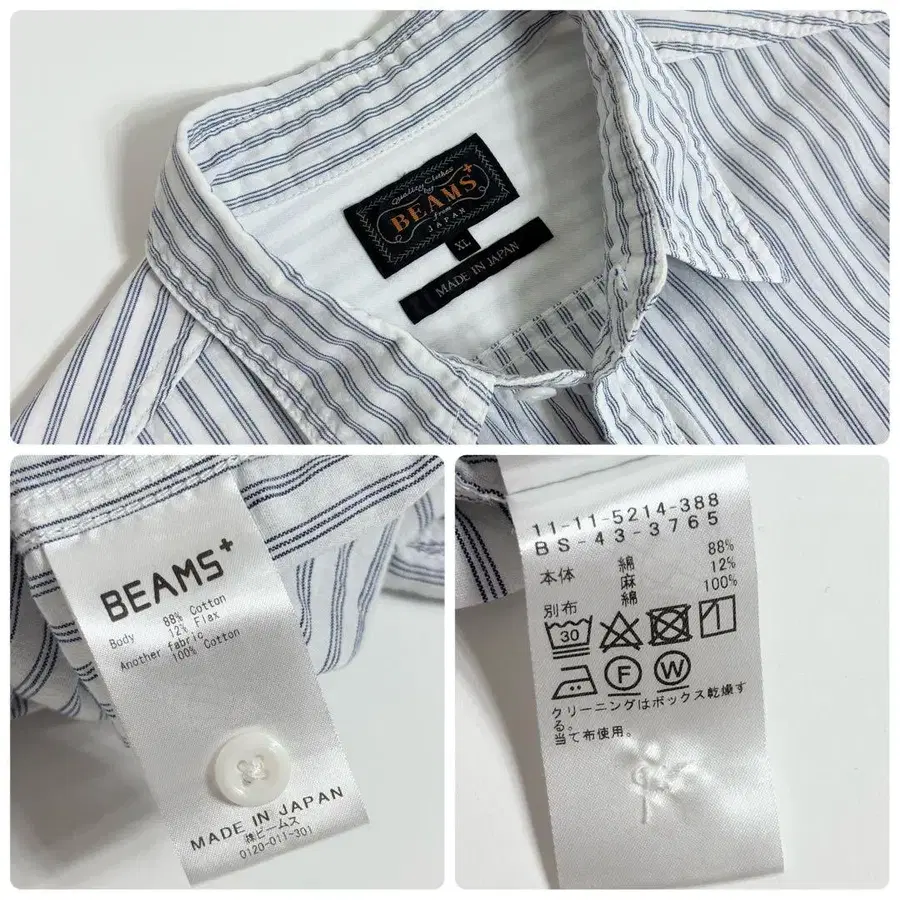 Quality Clothes
by
BEAMS+
from
JAPAN
XL
MADE IN JAPAN
BEAMS+
Body 88% Cotton
12% Flax
Another fabric
100% Cotton
MADE IN JAPAN
㈱ビームス
0120-011-301
11-11-5214-388
BS-43-3765
本体 綿 88%
麻 12%
別布 綿 100%
30
F W
クリーニングはボックス乾燥す
る。
当て布使用。